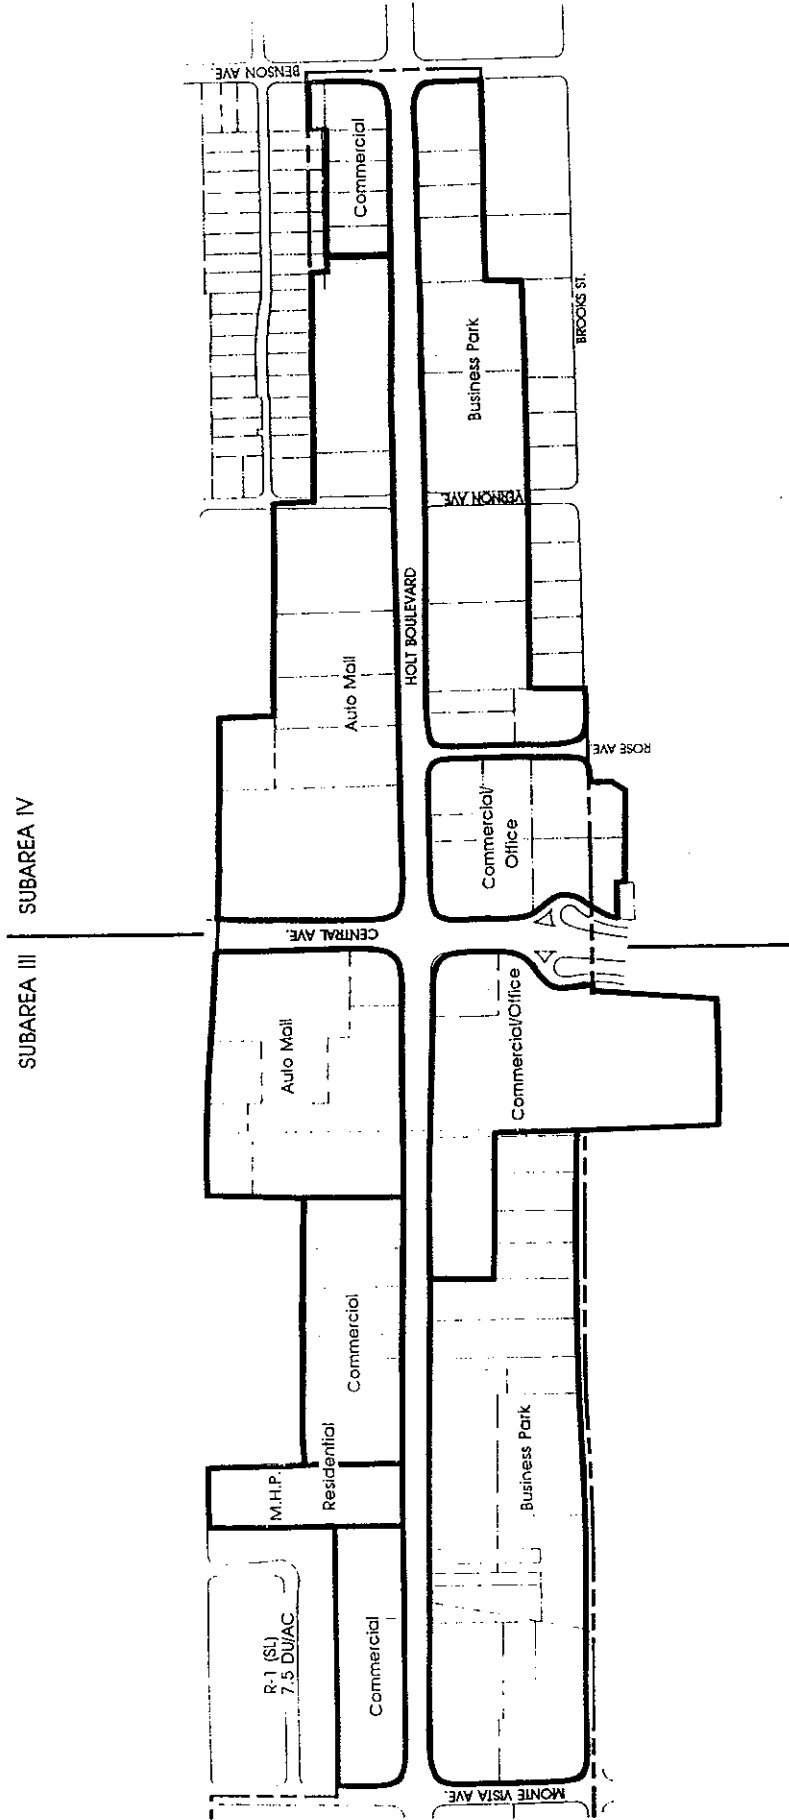 SUBAREA III
SUBAREA IV
R-1 (SL)
7.5 DU/AC
M.H.P.
Residential
Commercial
Commercial
Auto Mall
CENTRAL AVE.
Auto Mall
Commercial
BENSON AVE.
HOLT BOULEVARD
MONTE VISTA AVE.
Business Park
Commercial/Office
Commercial/
Office
ROSE AVE.
VERNON AVE.
Business Park
BROOKS ST.